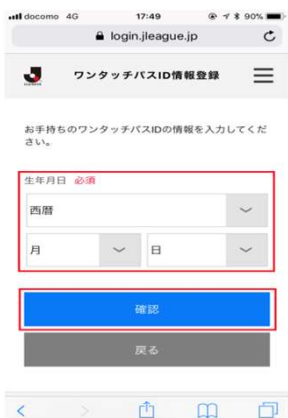 docomo 4G 17:49 90%
login.jleague.jp
ワンタッチパスID情報登録
お手持ちのワンタッチパスIDの情報を入力してくだ
さい。
生年月日 必須
西暦
月 日
確認
戻る